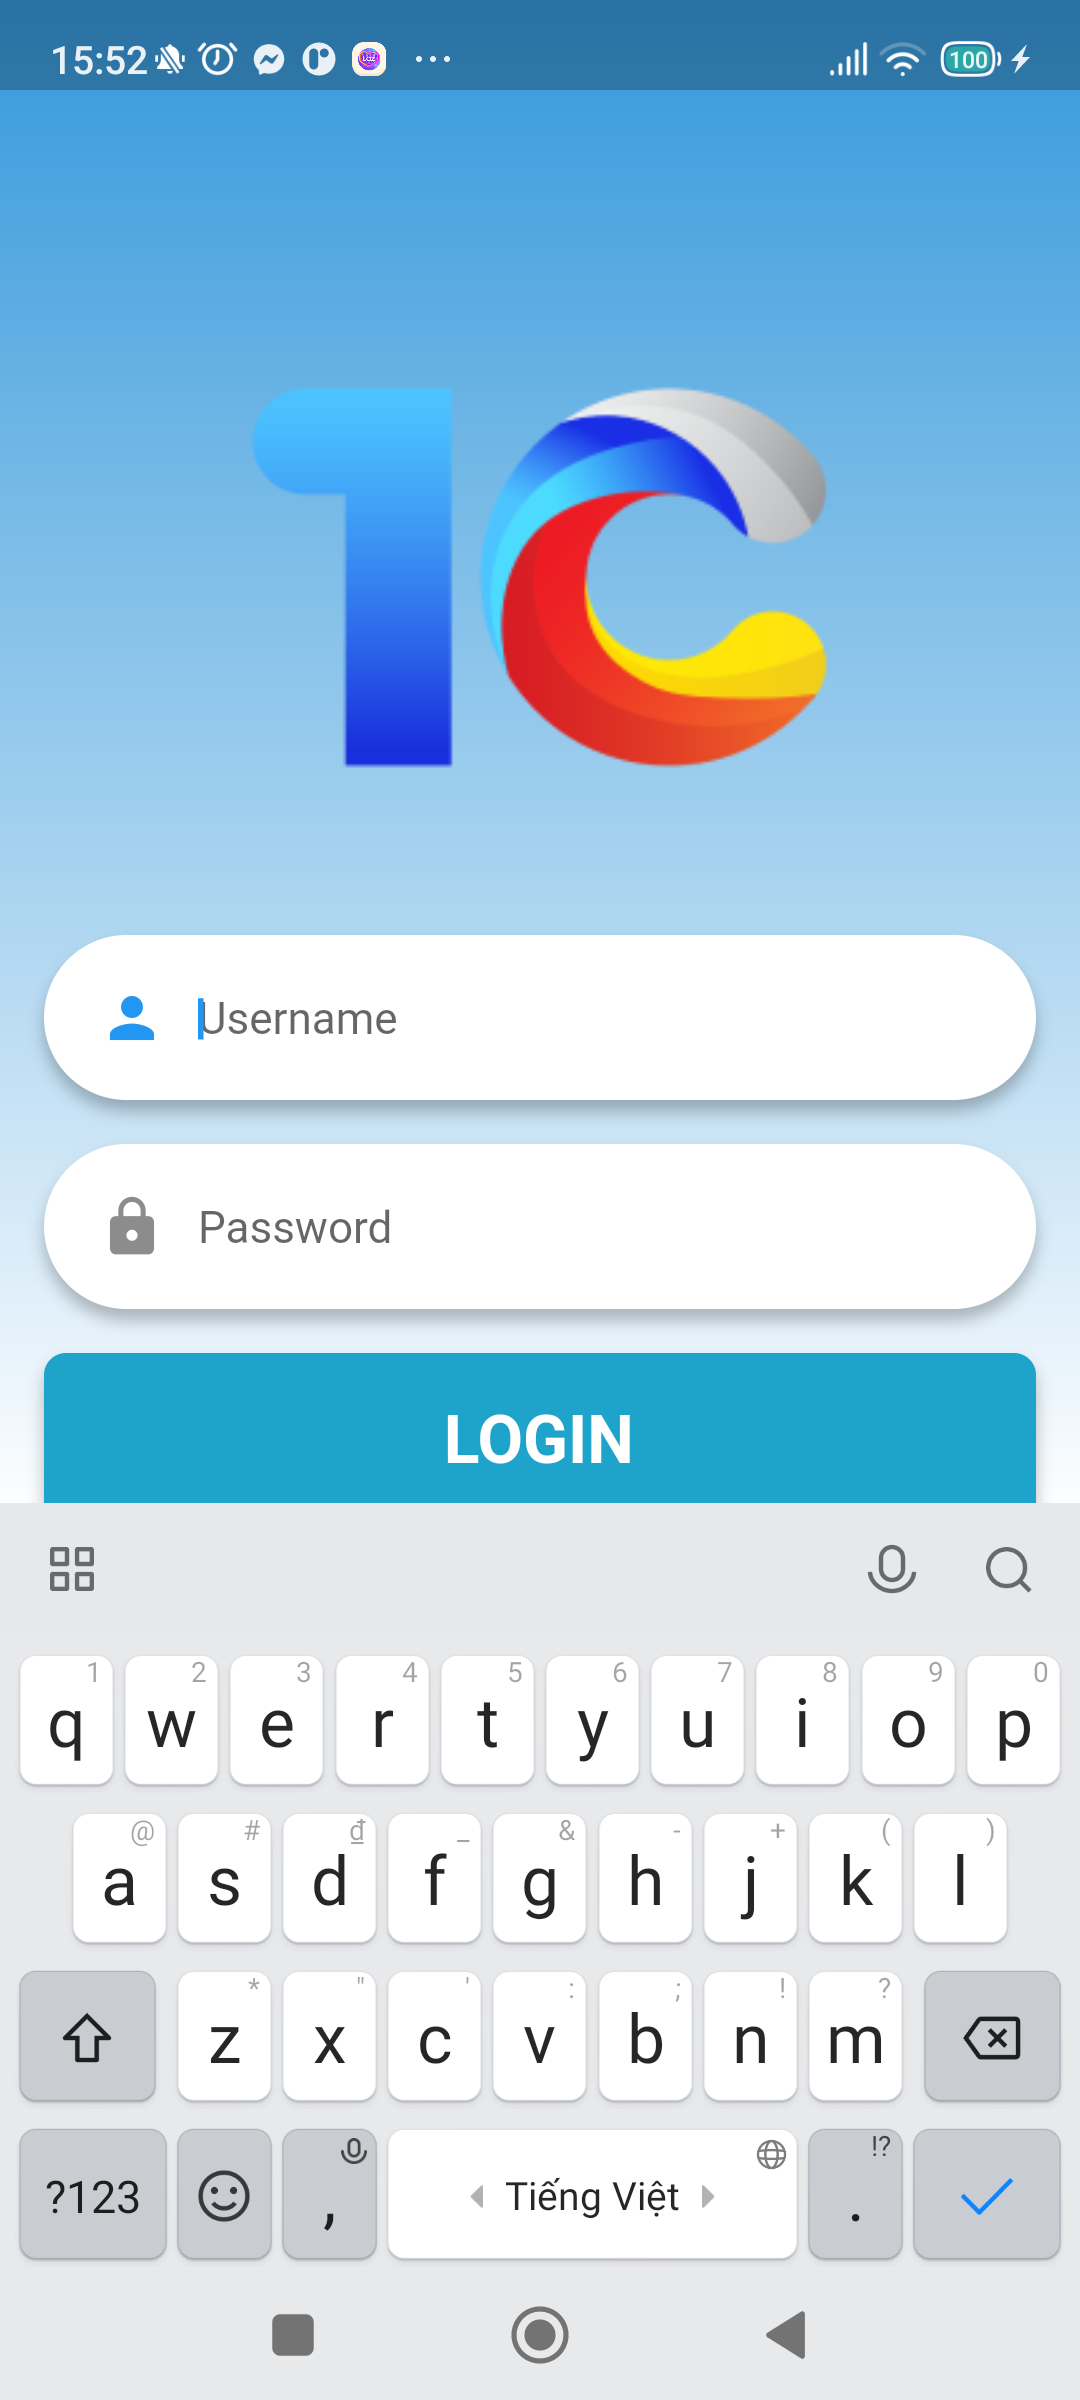 15:52 100
1C
Username
Password
LOGIN
1 2 3 4 5 6 7 8 9 0
q w e r t y u i o p
@ # đ _ & - + ( )
a s d f g h j k l
* " ' : ; ! ?
z x c v b n m
!?
?123 , Tiếng Việt .